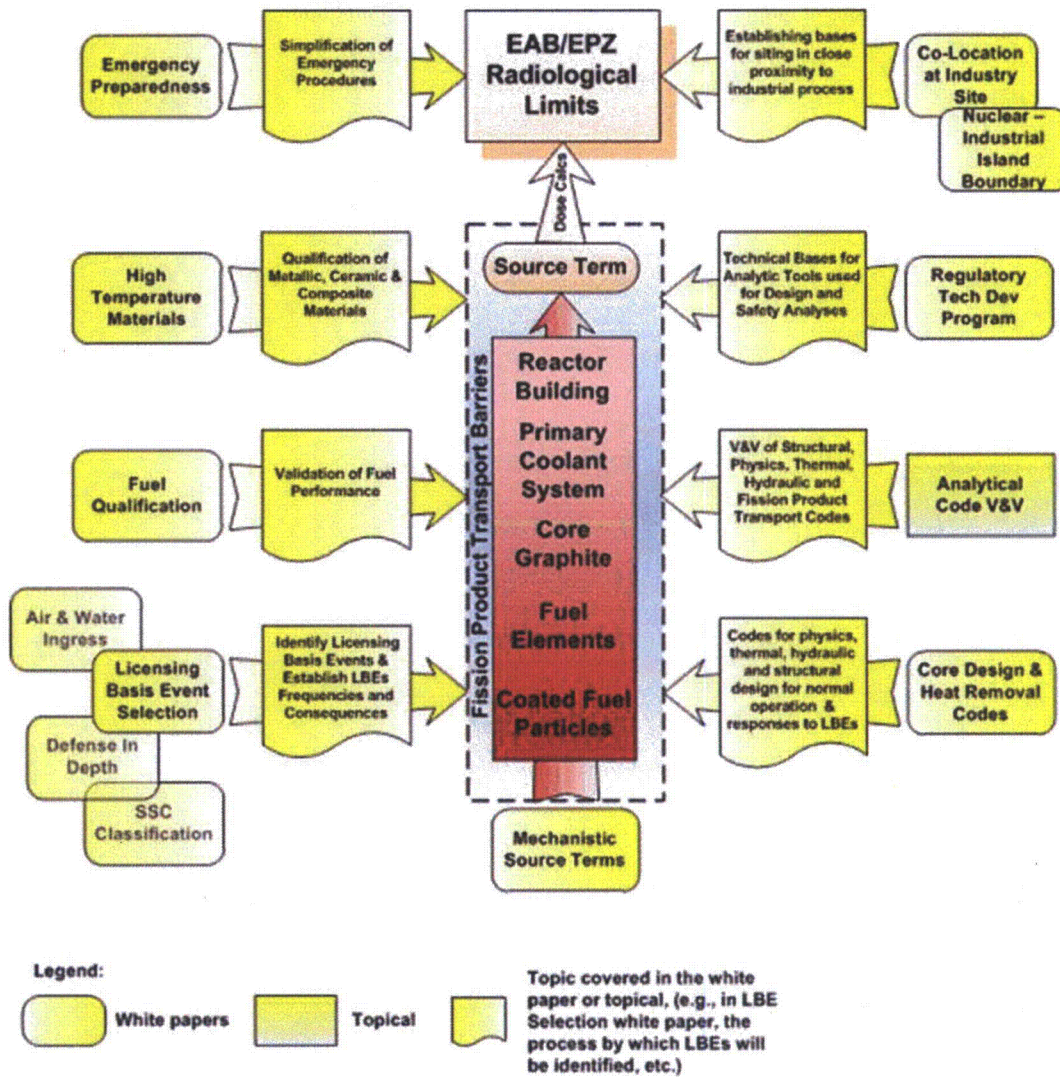 Emergency
Preparedness
Simplification of
Emergency
Procedures
EAB/EPZ
Radiological
Limits
Establishing bases
for siting in close
proximity to
industrial process
Co-Location
at Industry
Site
Nuclear –
Industrial
Island
Boundary
Dose Calcs
High
Temperature
Materials
Qualification of
Metallic, Ceramic &
Composite
Materials
Source Term
Technical Bases for
Analytic Tools used
for Design and
Safety Analyses
Regulatory
Tech Dev
Program
Fission Product Transport Barriers
Reactor
Building
Primary
Coolant
System
Core
Graphite
Fuel
Elements
Coated Fuel
Particles
Fuel
Qualification
Validation of Fuel
Performance
V&V of Structural,
Physics, Thermal,
Hydraulic and
Fission Product
Transport Codes
Analytical
Code V&V
Air & Water
Ingress
Licensing
Basis Event
Selection
Defense In
Depth
SSC
Classification
Identify Licensing
Basis Events &
Establish LBEs
Frequencies and
Consequences
Codes for physics,
thermal, hydraulic
and structural
design for normal
operation &
responses to LBEs
Core Design &
Heat Removal
Codes
Mechanistic
Source Terms
Legend:
White papers
Topical
Topic covered in the white
paper or topical, (e.g., in LBE
Selection white paper, the
process by which LBEs will
be identified, etc.)